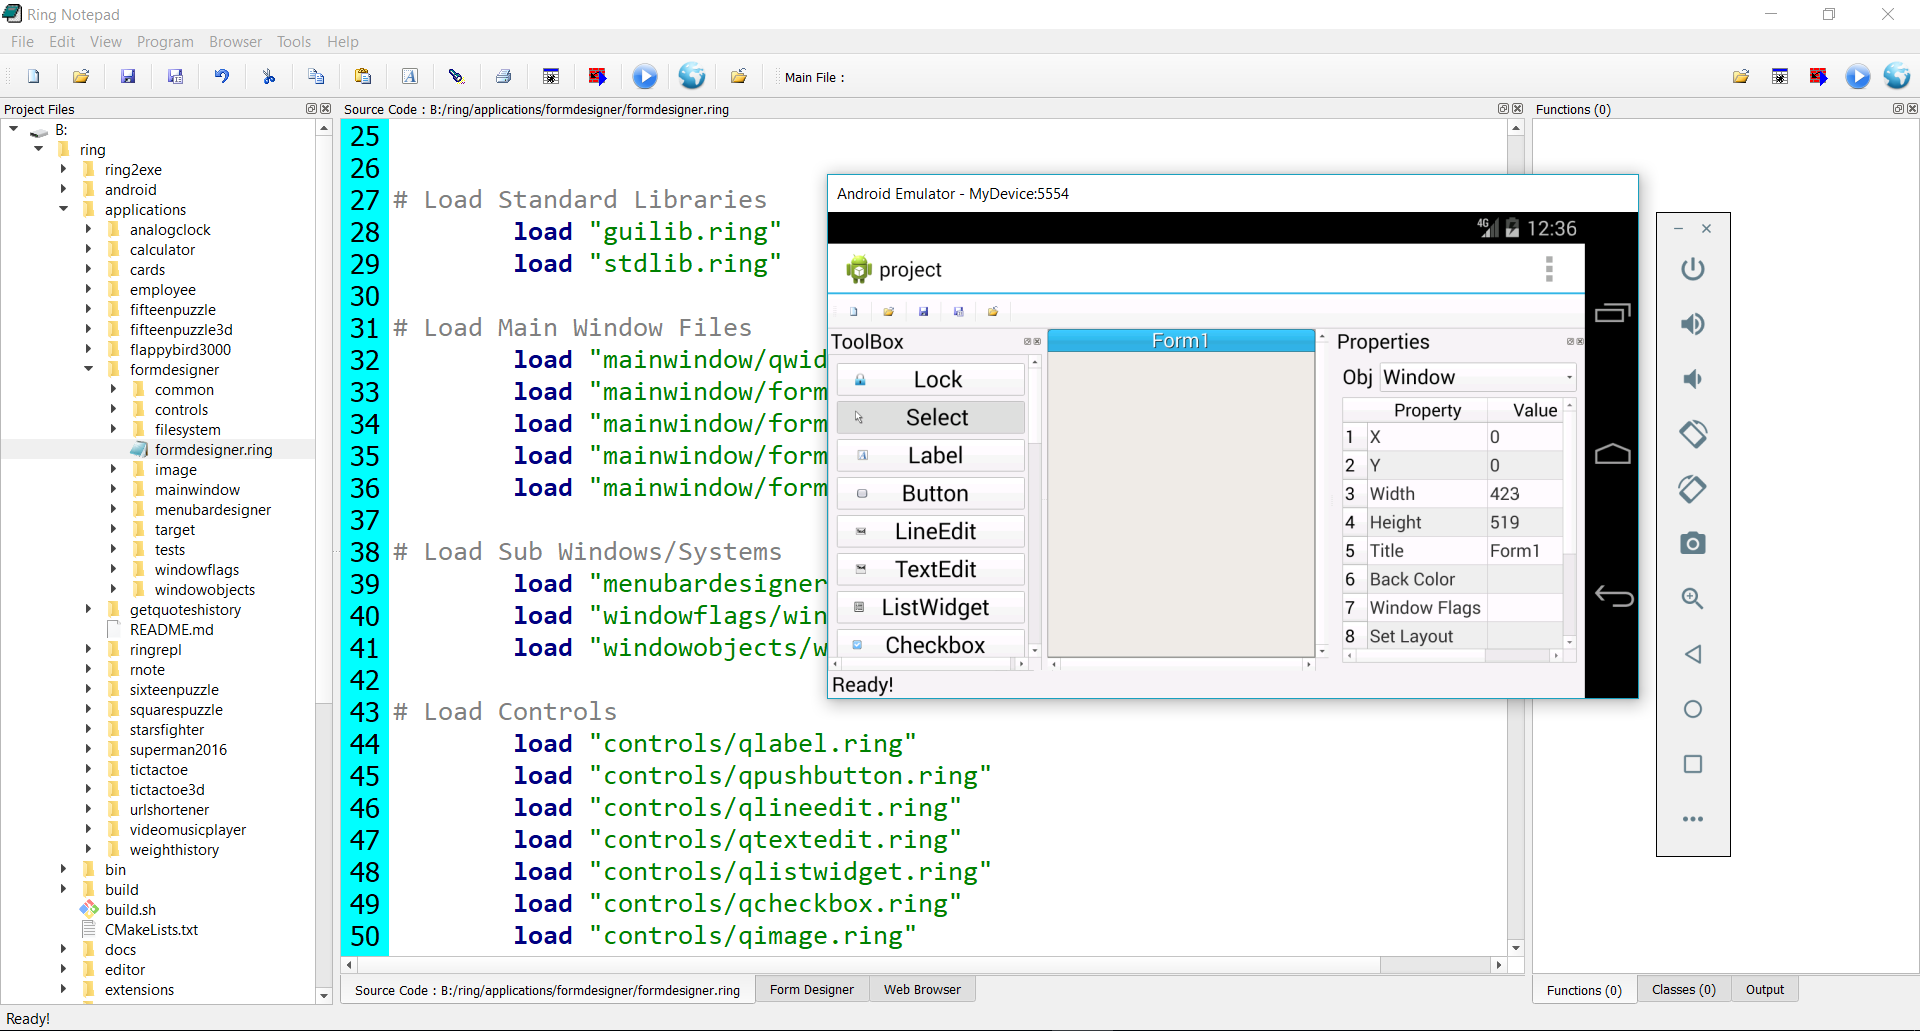 Ring Notepad
File Edit View Program Browser Tools Help
Main File :
Project Files
B:
ring
ring2exe
android
applications
analogclock
calculator
cards
employee
fifteenpuzzle
fifteenpuzzle3d
flappybird3000
formdesigner
common
controls
filesystem
formdesigner.ring
image
mainwindow
menubardesigner
target
tests
windowflags
windowobjects
getquoteshistory
README.md
ringrepl
rnote
sixteenpuzzle
squarespuzzle
starsfighter
superman2016
tictactoe
tictactoe3d
urlshortener
videomusicplayer
weighthistory
bin
build
build.sh
CMakeLists.txt
docs
editor
extensions
Source Code : B:/ring/applications/formdesigner/formdesigner.ring
25
26
27 # Load Standard Libraries
28 load "guilib.ring"
29 load "stdlib.ring"
30
31 # Load Main Window Files
32 load "mainwindow/qwid
33 load "mainwindow/form
34 load "mainwindow/form
35 load "mainwindow/form
36 load "mainwindow/form
37
38 # Load Sub Windows/Systems
39 load "menubardesigner
40 load "windowflags/win
41 load "windowobjects/w
42
43 # Load Controls
44 load "controls/qlabel.ring"
45 load "controls/qpushbutton.ring"
46 load "controls/qlineedit.ring"
47 load "controls/qtextedit.ring"
48 load "controls/qlistwidget.ring"
49 load "controls/qcheckbox.ring"
50 load "controls/qimage.ring"
Android Emulator - MyDevice:5554
4G 12:36
project
ToolBox
Lock
Select
Label
Button
LineEdit
TextEdit
ListWidget
Checkbox
Form1
Properties
Obj Window
Property Value
1 X 0
2 Y 0
3 Width 423
4 Height 519
5 Title Form1
6 Back Color
7 Window Flags
8 Set Layout
Ready!
Functions (0)
Source Code : B:/ring/applications/formdesigner/formdesigner.ring Form Designer Web Browser
Functions (0) Classes (0) Output
Ready!